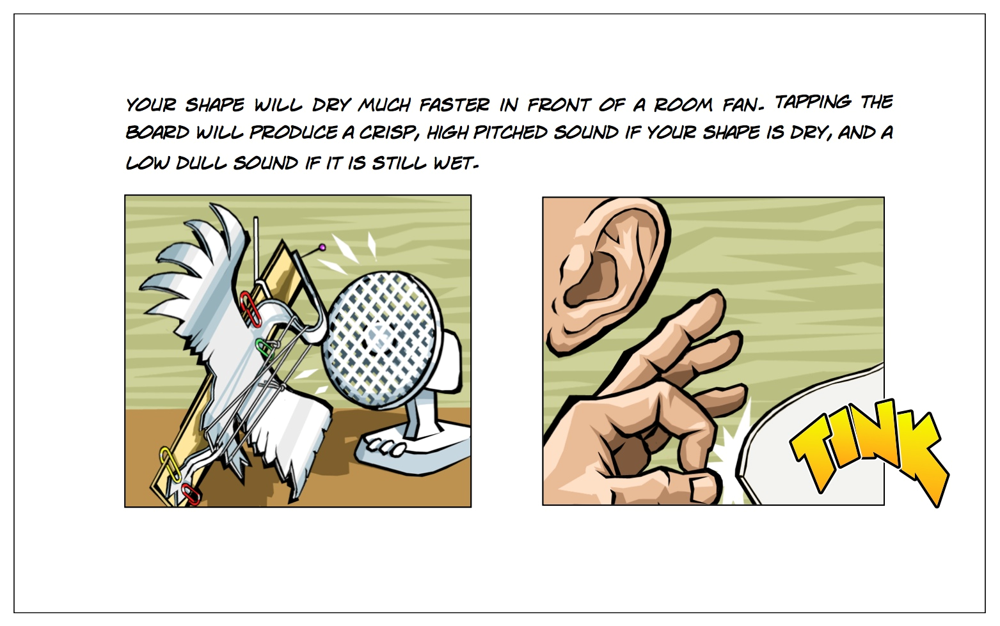 YOUR SHAPE WILL DRY MUCH FASTER IN FRONT OF A ROOM FAN. TAPPING THE
BOARD WILL PRODUCE A CRISP, HIGH PITCHED SOUND IF YOUR SHAPE IS DRY, AND A
LOW DULL SOUND IF IT IS STILL WET.
TINK